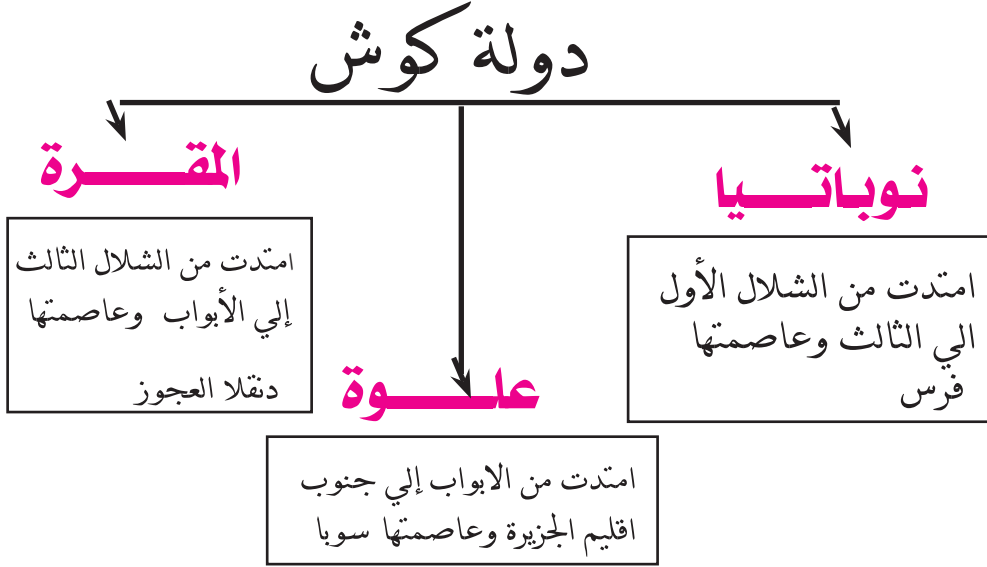 دولة كوش
نوباتـــيا
امتدت من الشلال الأول
الي الثالث وعاصمتها
فرس
المقـــــرة
امتدت من الشلال الثالث
إلي الأبواب وعاصمتها
دنقلا العجوز
علـــــوة
امتدت من الابواب إلي جنوب
اقليم الجزيرة وعاصمتها سوبا